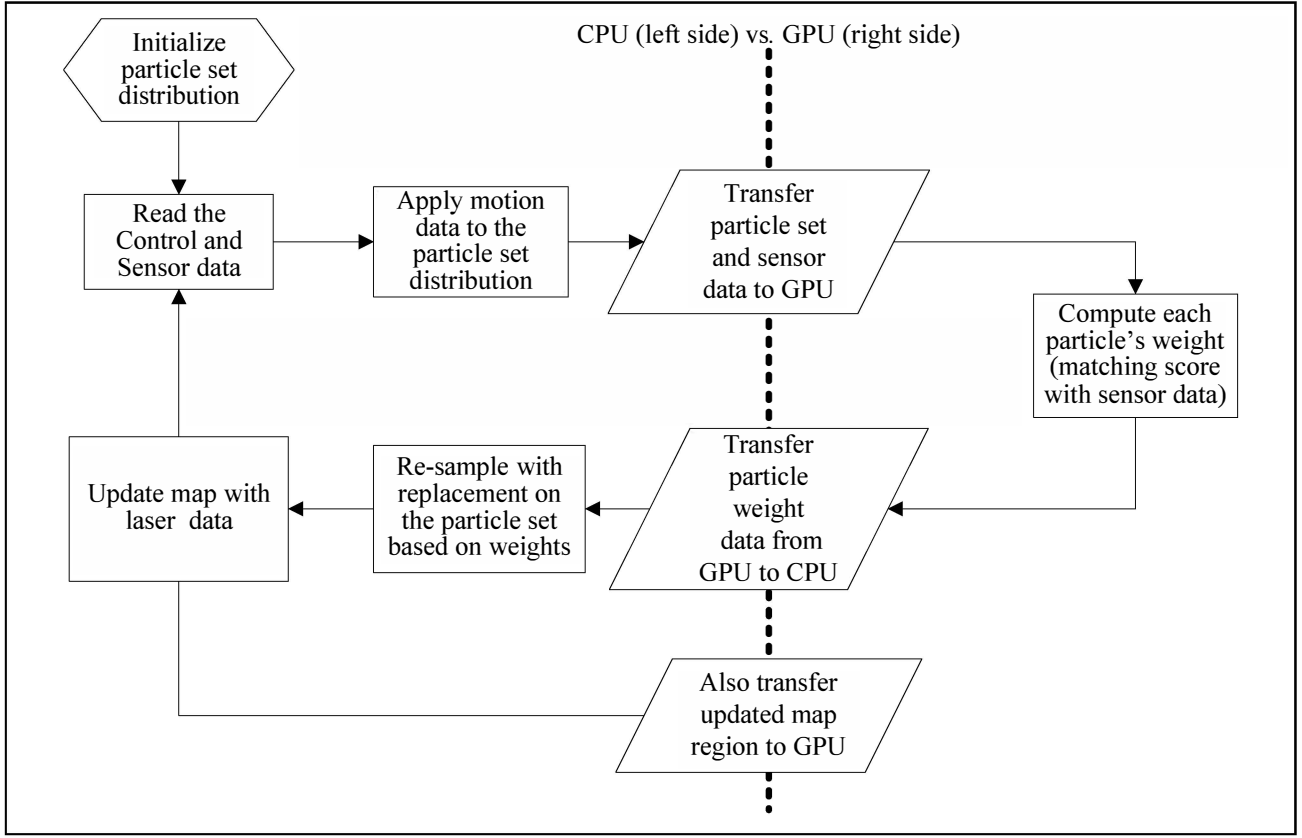 Initialize
particle set
distribution
CPU (left side) vs. GPU (right side)
Read the
Control and
Sensor data
Apply motion
data to the
particle set
distribution
Transfer
particle set
and sensor
data to GPU
Compute each
particle’s weight
(matching score
with sensor data)
Transfer
particle
weight
data from
GPU to CPU
Re-sample with
replacement on
the particle set
based on weights
Update map with
laser data
Also transfer
updated map
region to GPU